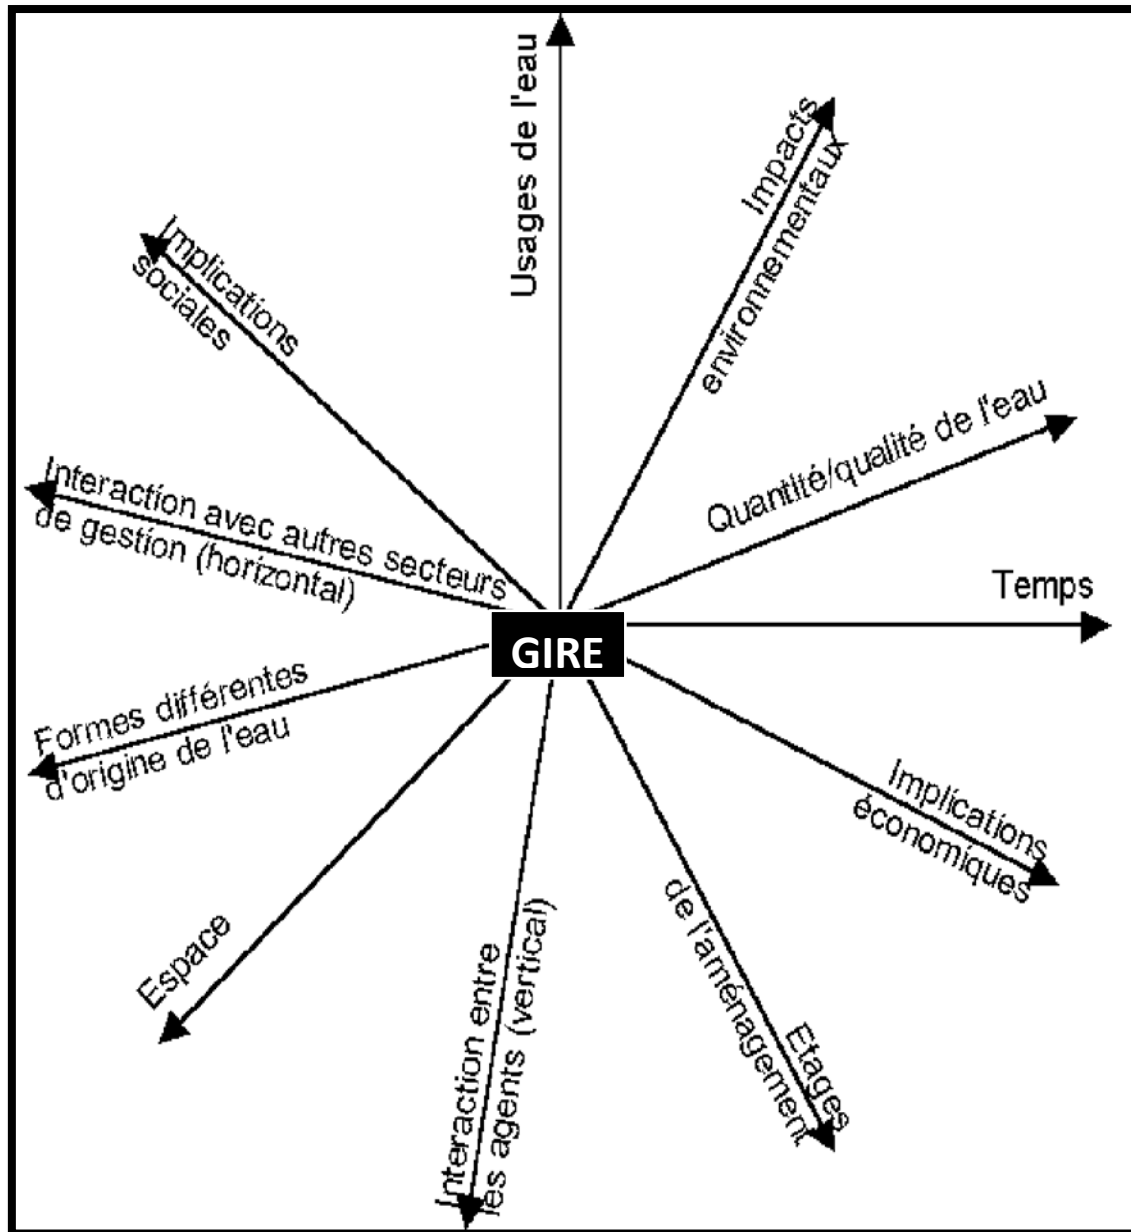 Usages de l'eau
Impacts
environnementaux
Quantité/qualité de l'eau
Temps
Implications
économiques
Etages
de l'aménagement
Interaction entre
les agents (vertical)
Espace
Formes différentes
d'origine de l'eau
Interaction avec autres secteurs
de gestion (horizontal)
Implications
sociales
GIRE